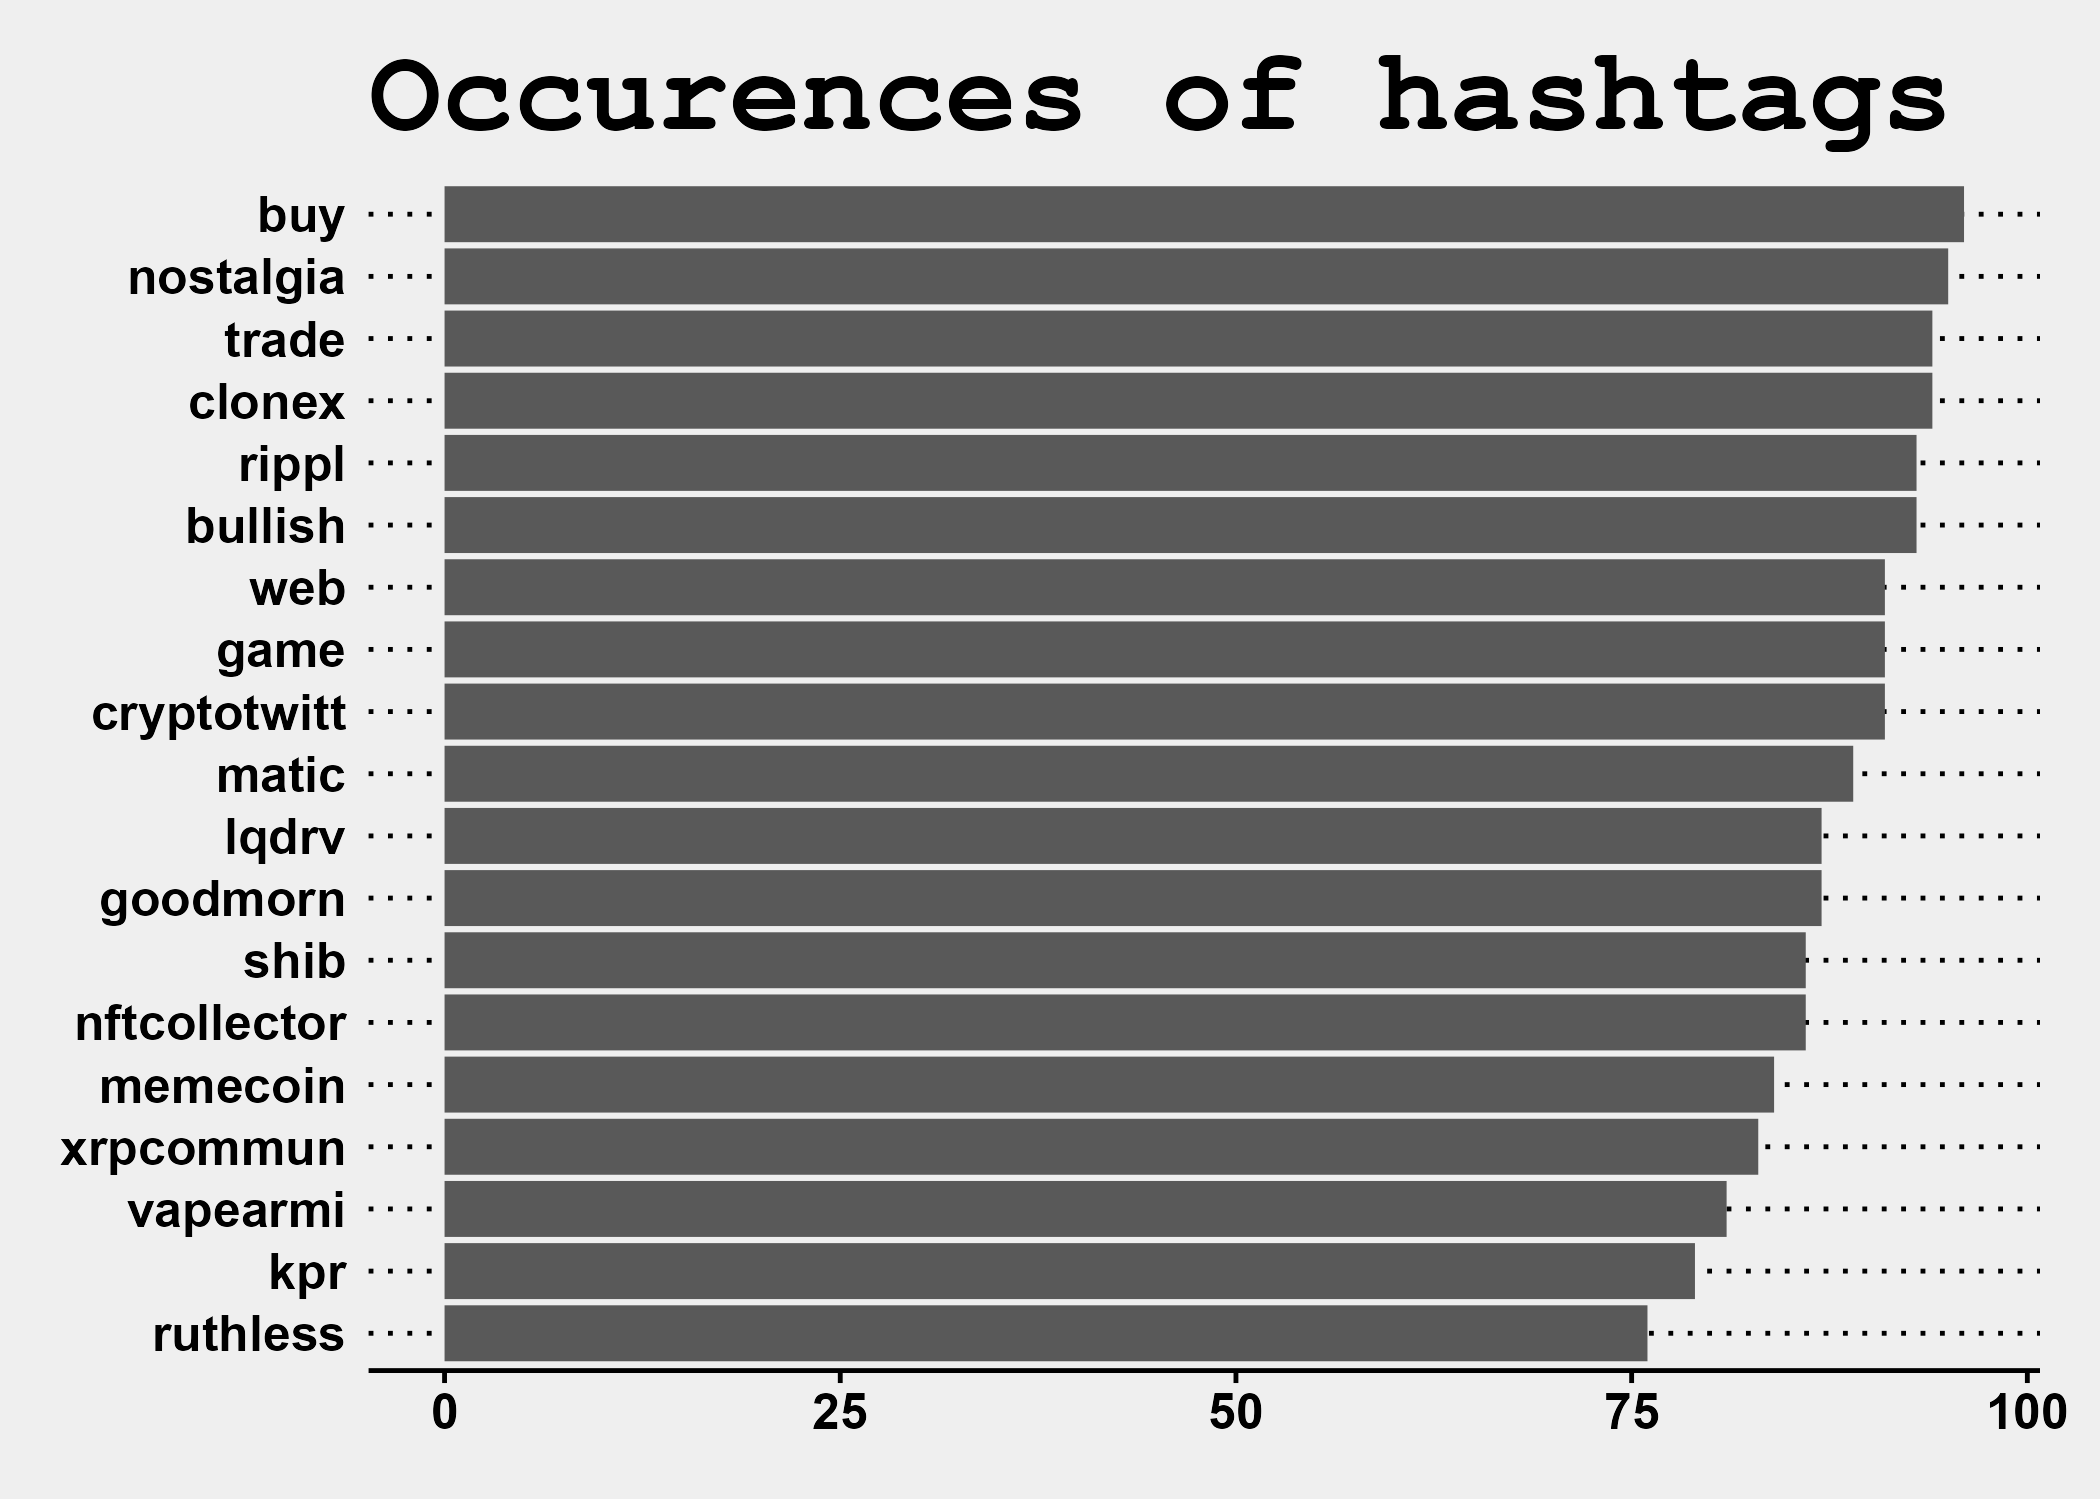 Occurences of hashtags
buy
nostalgia
trade
clonex
rippl
bullish
web
game
cryptotwitt
matic
lqdrv
goodmorn
shib
nftcollector
memecoin
xrpcommun
vapearmi
kpr
ruthless
0 25 50 75 100